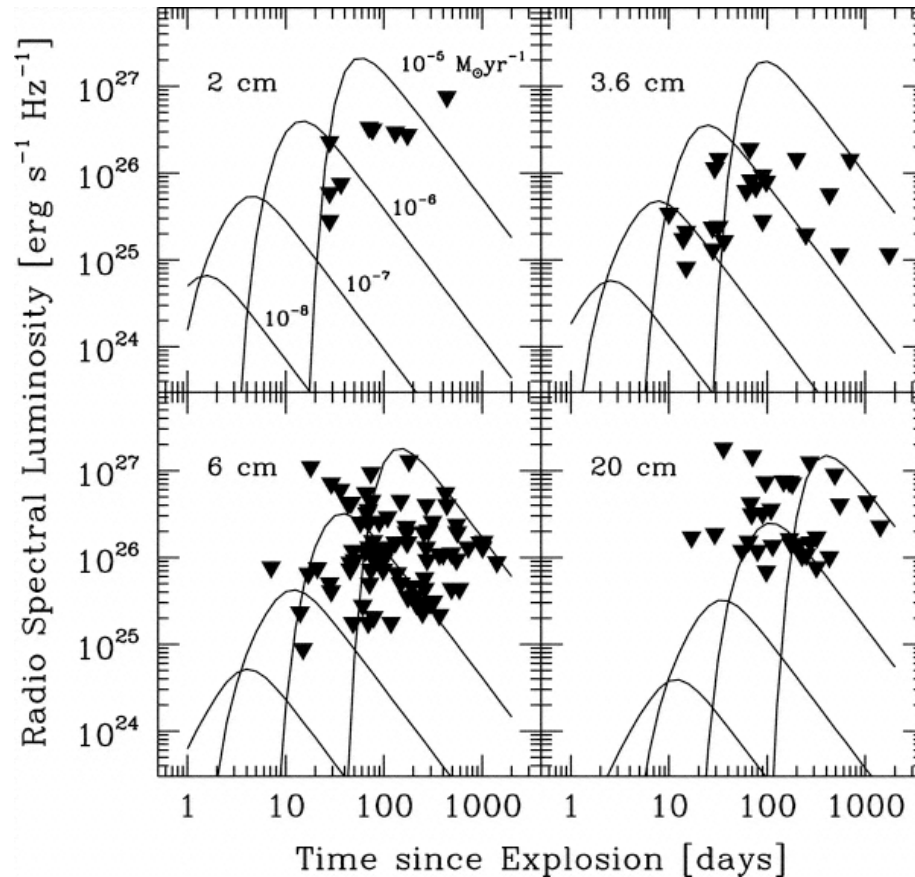 Radio Spectral Luminosity [erg s⁻¹ Hz⁻¹]
10²⁷
10²⁶
10²⁵
10²⁴
2 cm
10⁻⁵ M⊙yr⁻¹
10⁻⁶
10⁻⁷
10⁻⁸
3.6 cm
10²⁷
10²⁶
10²⁵
10²⁴
6 cm
20 cm
1 10 100 1000 1 10 100 1000
Time since Explosion [days]